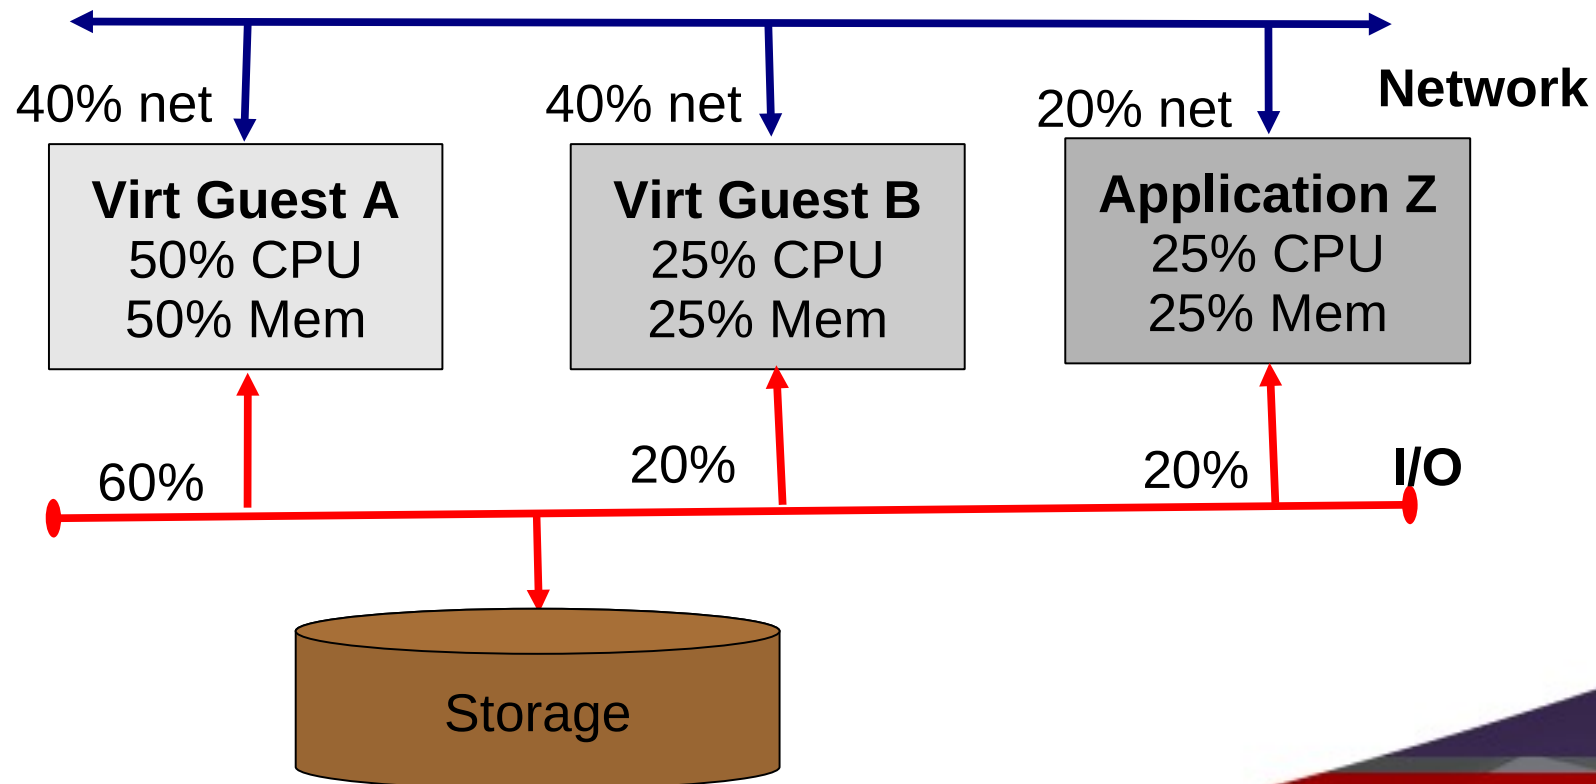 40% net
40% net
20% net
Network
Virt Guest A
50% CPU
50% Mem
Virt Guest B
25% CPU
25% Mem
Application Z
25% CPU
25% Mem
60%
20%
20%
I/O
Storage